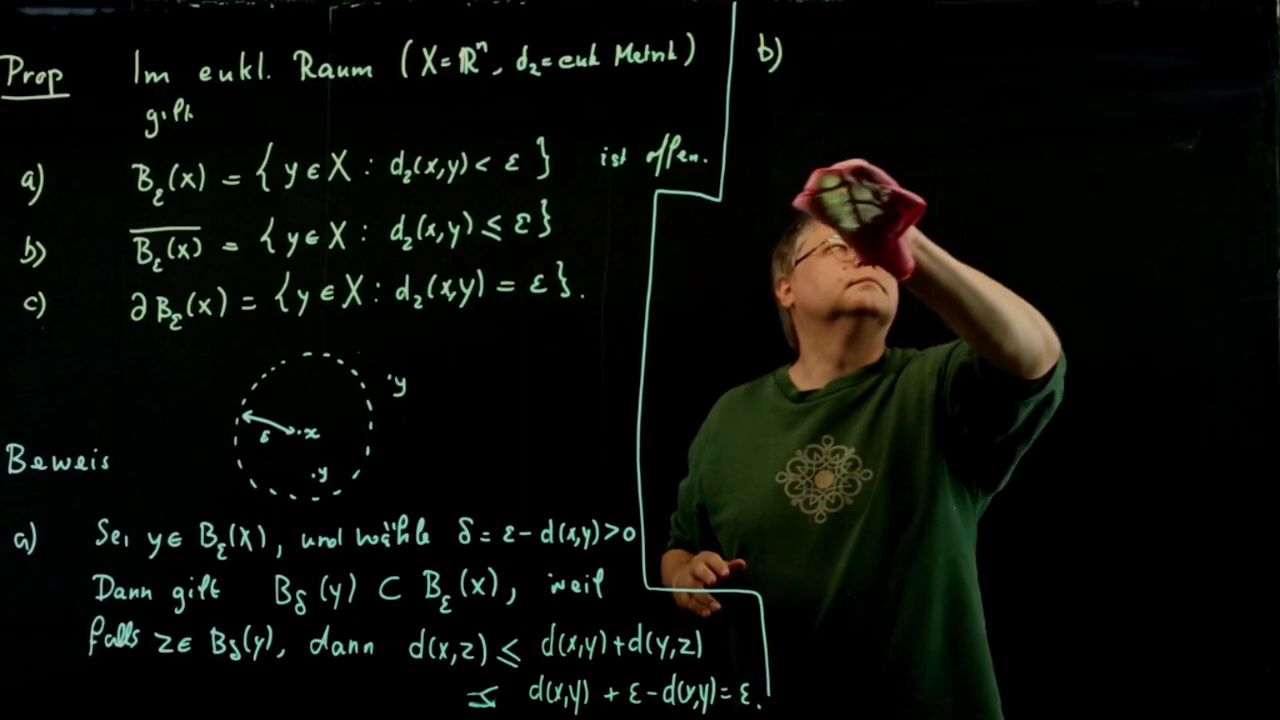 Prop Im eukl. Raum (X=ℝⁿ, d₂=euk Metrik)
gilt
a) B_ε(x) = {y∈X : d₂(x,y) < ε} ist offen.
b) \overline{B_ε(x)} = {y∈X : d₂(x,y) ≤ ε}
c) ∂B_ε(x) = {y∈X : d₂(x,y) = ε}.
·y
ε ·x
·y
Beweis
a) Sei y∈ B_ε(x), und wähle δ = ε-d(x,y)>0
Dann gilt B_δ(y) ⊂ B_ε(x), weil
falls z∈ B_δ(y), dann d(x,z) ≤ d(x,y)+d(y,z)
≤ d(x,y) + ε-d(x,y)=ε.
b)